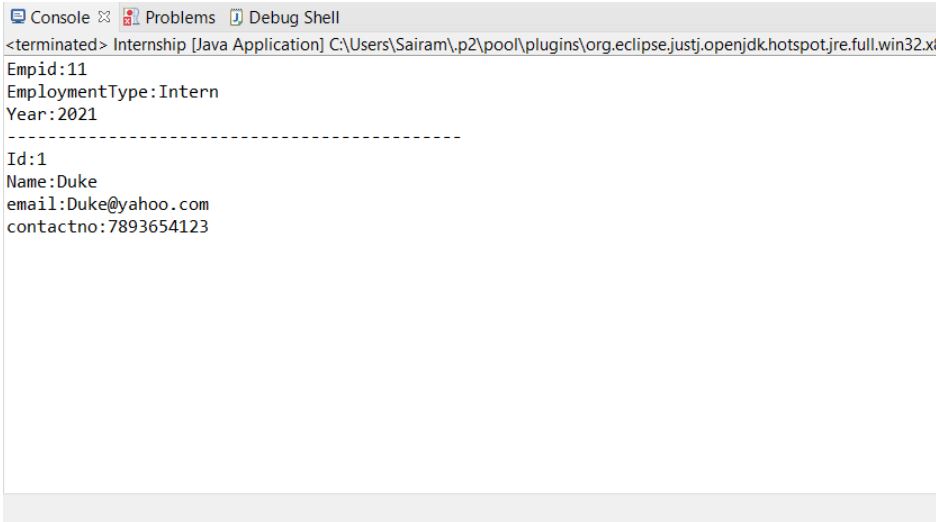 Console Problems Debug Shell
<terminated> Internship [Java Application] C:\Users\Sairam\.p2\pool\plugins\org.eclipse.justj.openjdk.hotspot.jre.full.win32.x8
Empid:11
EmploymentType:Intern
Year:2021
---------------------------------------------
Id:1
Name:Duke
email:Duke@yahoo.com
contactno:7893654123